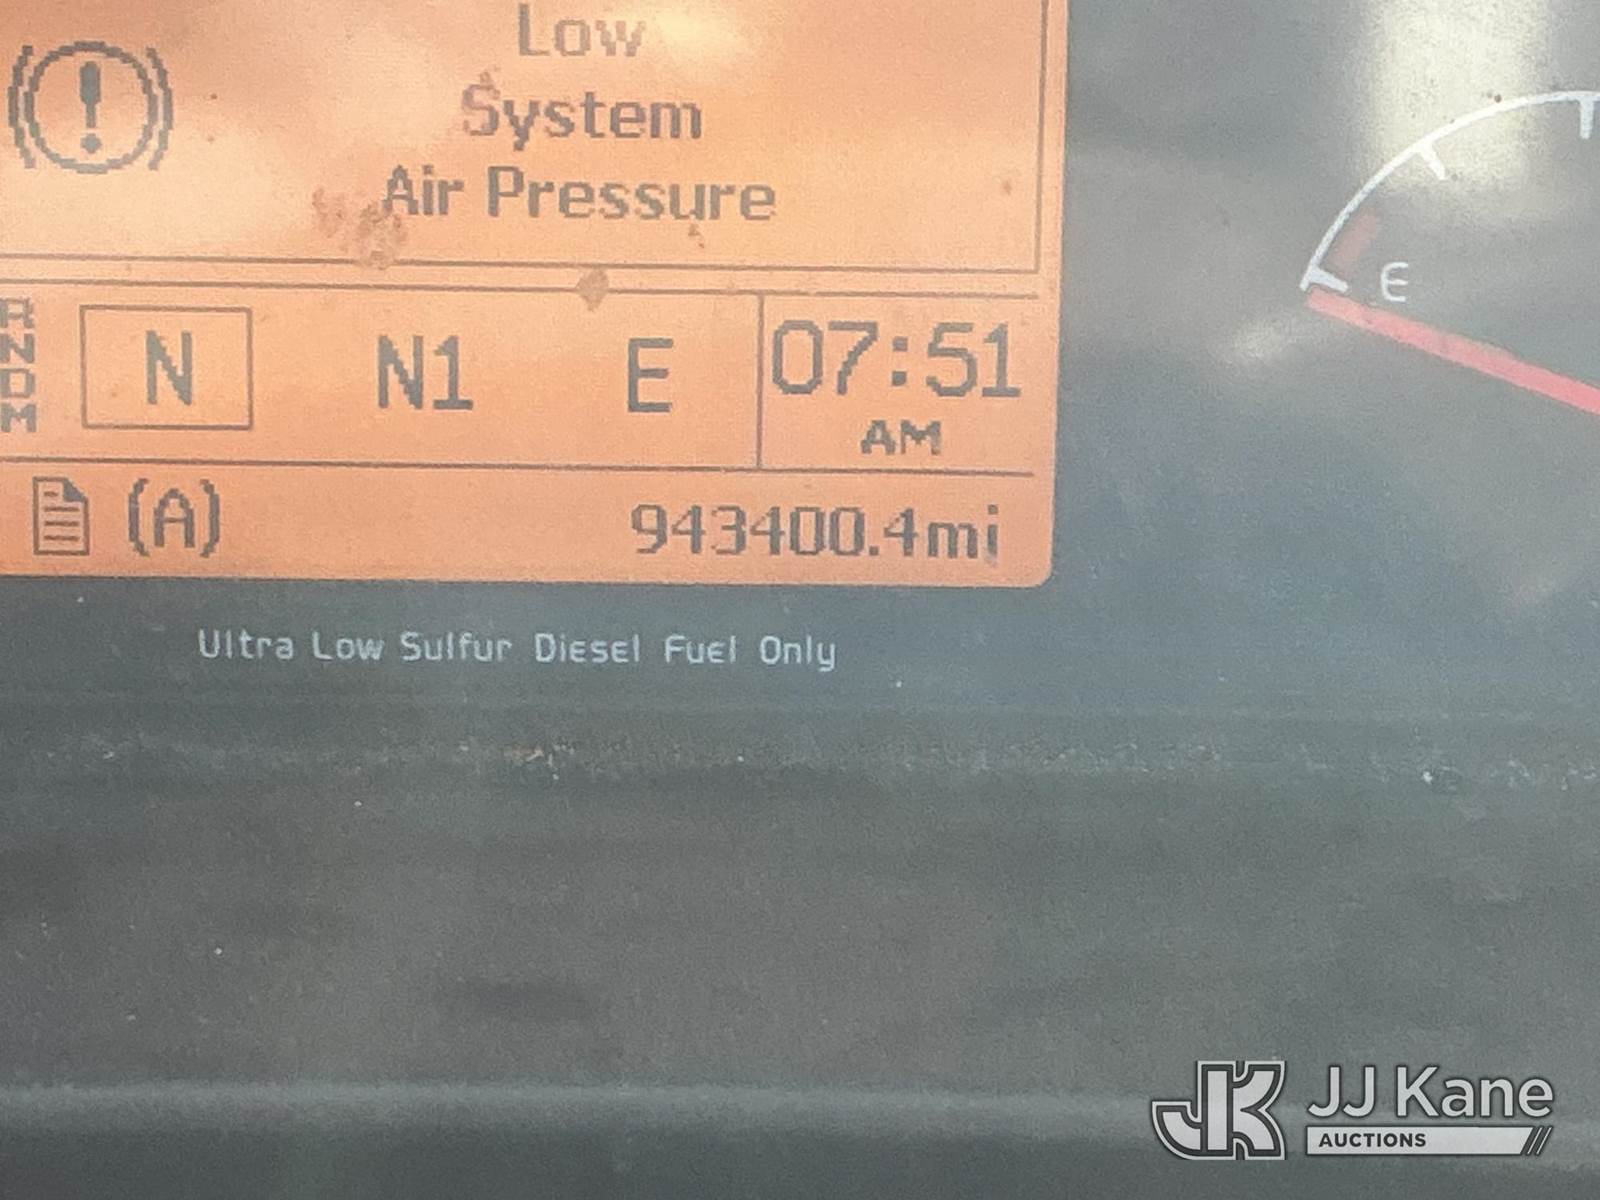 Low
System
Air Pressure
R
N
D
M
N N1 E
07:51
AM
(A) 943400.4mi
E
Ultra Low Sulfur Diesel Fuel Only
JK JJ Kane
AUCTIONS